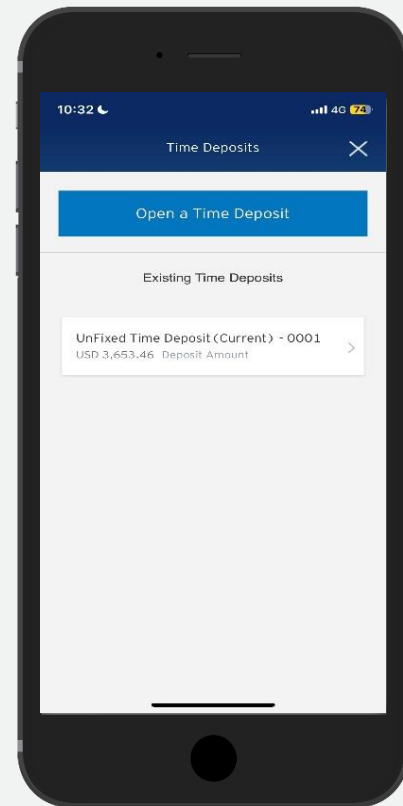 10:32
4G 74
Time Deposits
Open a Time Deposit
Existing Time Deposits
UnFixed Time Deposit (Current) - 0001
USD 3,653.46 Deposit Amount